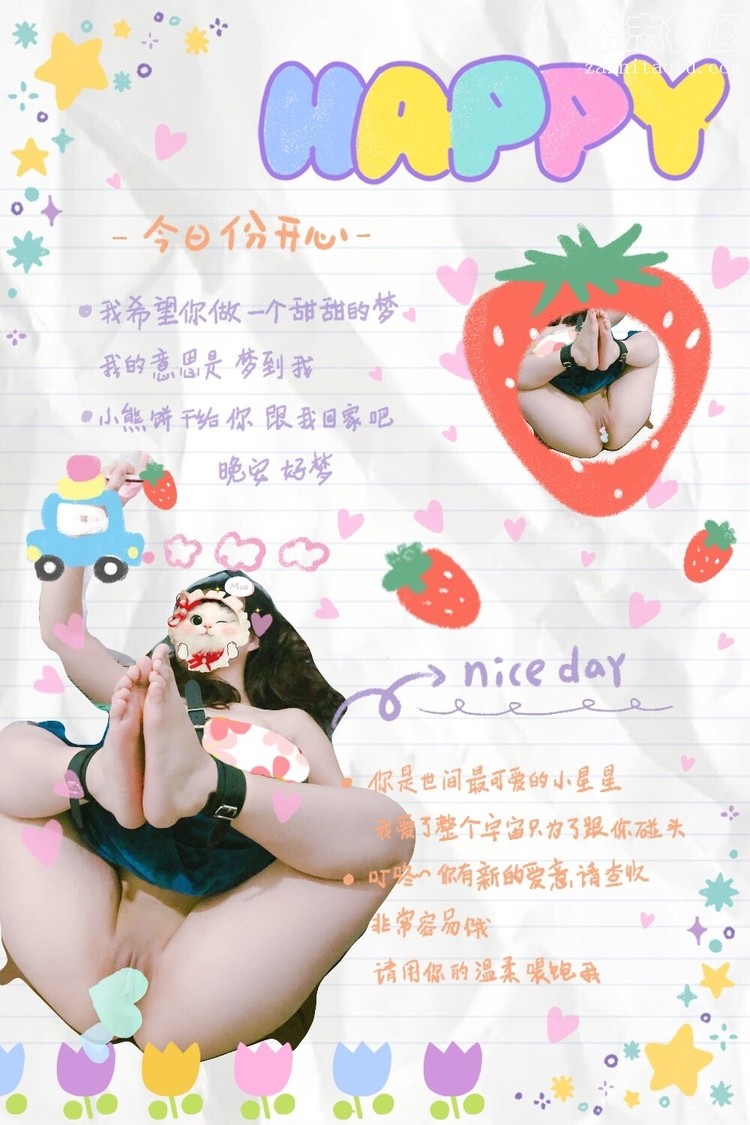 HAPPY
-今日份开心-
我希望你做一个甜甜的梦
我的意思是 梦到我
小熊饼干给你 跟我回家吧
晚安 好梦
Mua
nice day
你是世间最可爱的小星星
我爱了整个宇宙只为了跟你碰头
叮咚~你有新的爱意,请查收
非常容易饿
请用你的温柔喂饱我